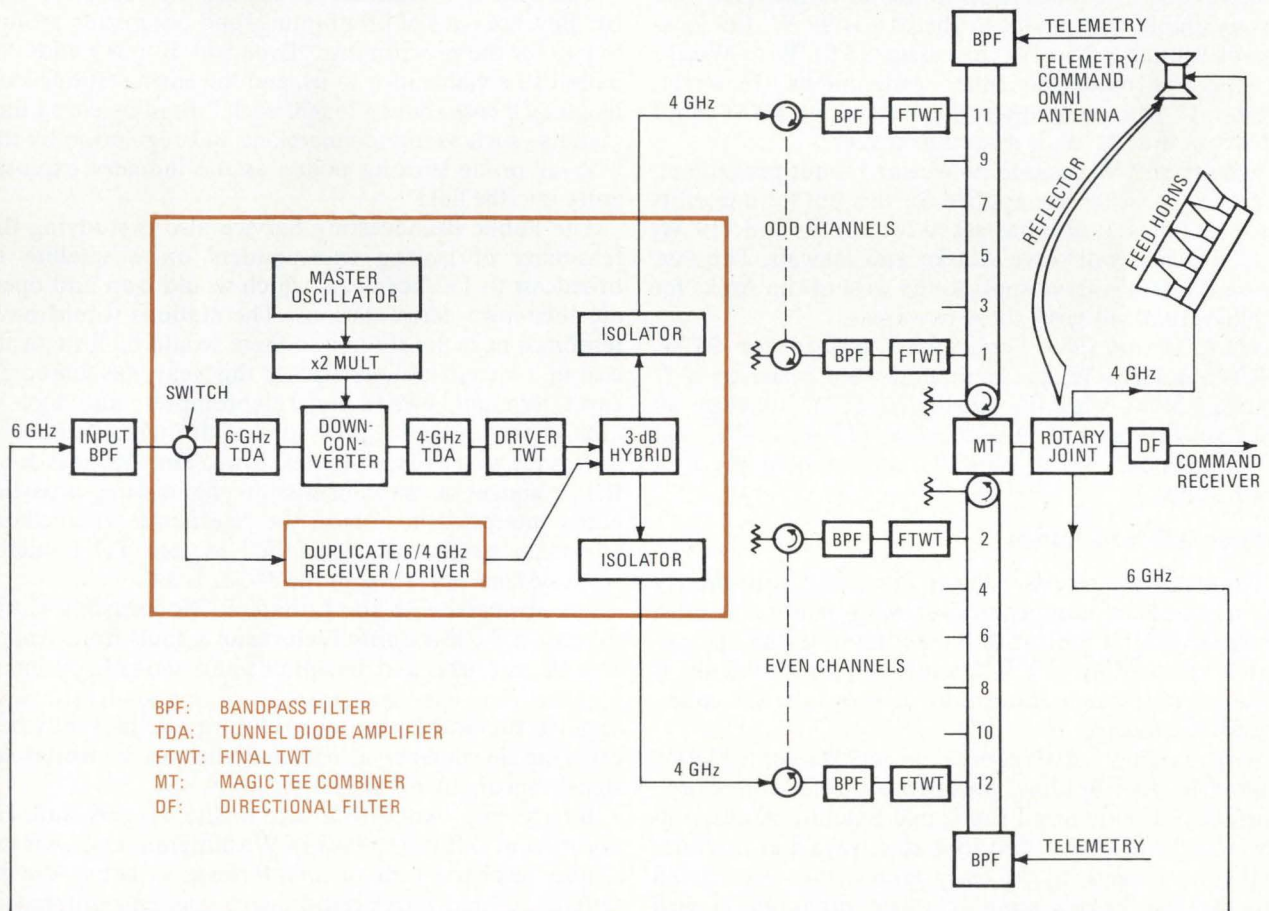 BPF
TELEMETRY
TELEMETRY/
COMMAND
OMNI
ANTENNA
4 GHz
BPF
FTWT
11
9
7
5
3
1
ODD CHANNELS
REFLECTOR
FEED HORNS
MASTER
OSCILLATOR
x2 MULT
ISOLATOR
BPF
FTWT
4 GHz
SWITCH
6 GHz
INPUT
BPF
6-GHz
TDA
DOWN-
CON-
VERTER
4-GHz
TDA
DRIVER
TWT
3-dB
HYBRID
MT
ROTARY
JOINT
DF
COMMAND
RECEIVER
DUPLICATE 6/4 GHz
RECEIVER / DRIVER
ISOLATOR
BPF
FTWT
2
4
6
8
10
12
6 GHz
EVEN CHANNELS
4 GHz
BPF
FTWT
BPF
TELEMETRY
BPF: BANDPASS FILTER
TDA: TUNNEL DIODE AMPLIFIER
FTWT: FINAL TWT
MT: MAGIC TEE COMBINER
DF: DIRECTIONAL FILTER